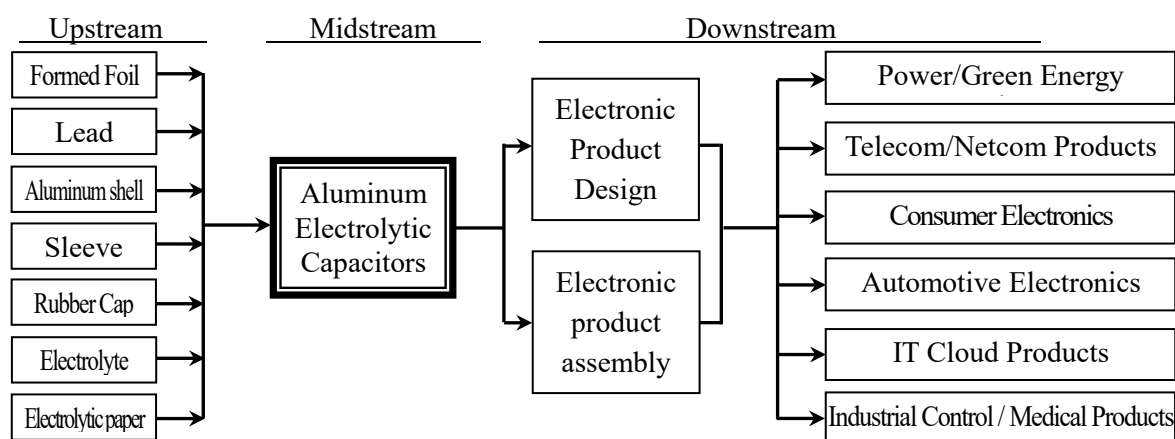 Upstream
Midstream
Downstream
Formed Foil
Lead
Aluminum shell
Sleeve
Rubber Cap
Electrolyte
Electrolytic paper
Aluminum
Electrolytic
Capacitors
Electronic
Product
Design
Electronic
product
assembly
Power/Green Energy
Telecom/Netcom Products
Consumer Electronics
Automotive Electronics
IT Cloud Products
Industrial Control / Medical Products